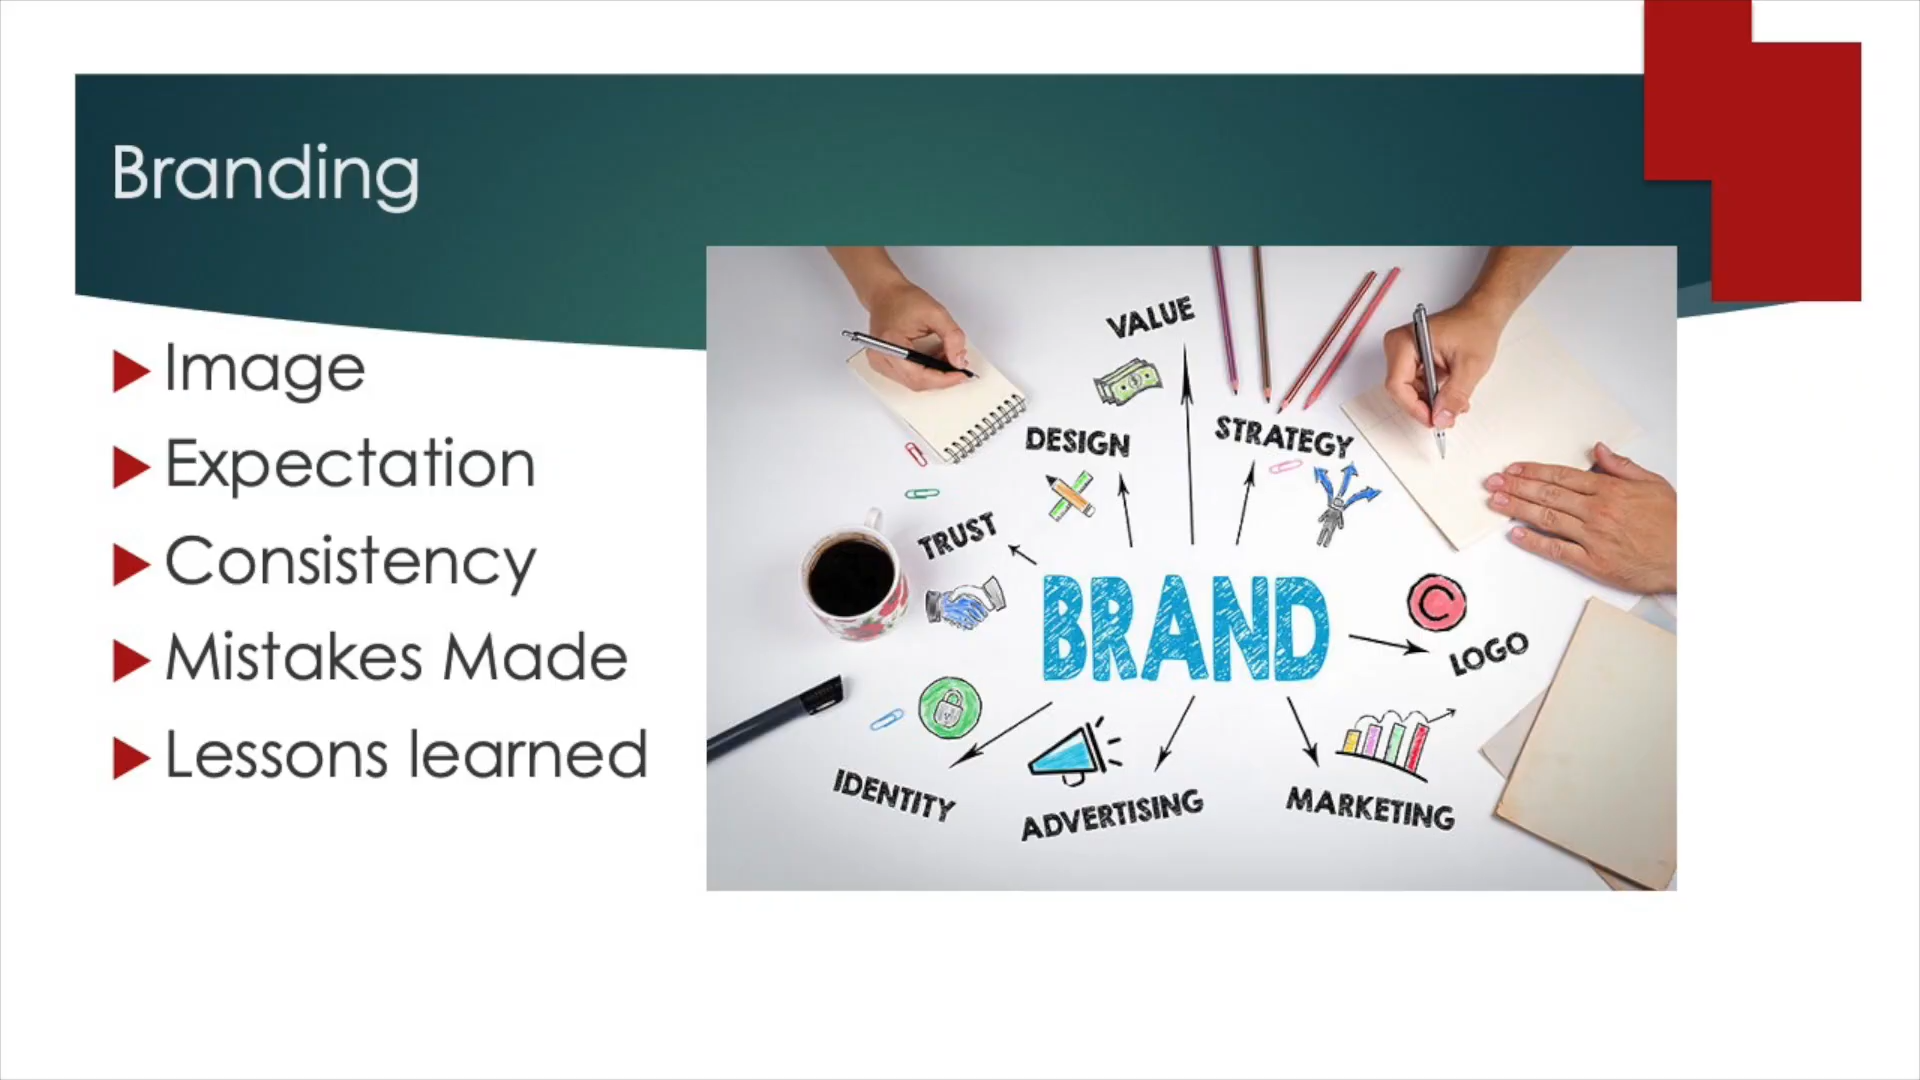 Branding
Image
Expectation
Consistency
Mistakes Made
Lessons learned
VALUE
DESIGN
STRATEGY
TRUST
BRAND
C
LOGO
IDENTITY
ADVERTISING
MARKETING